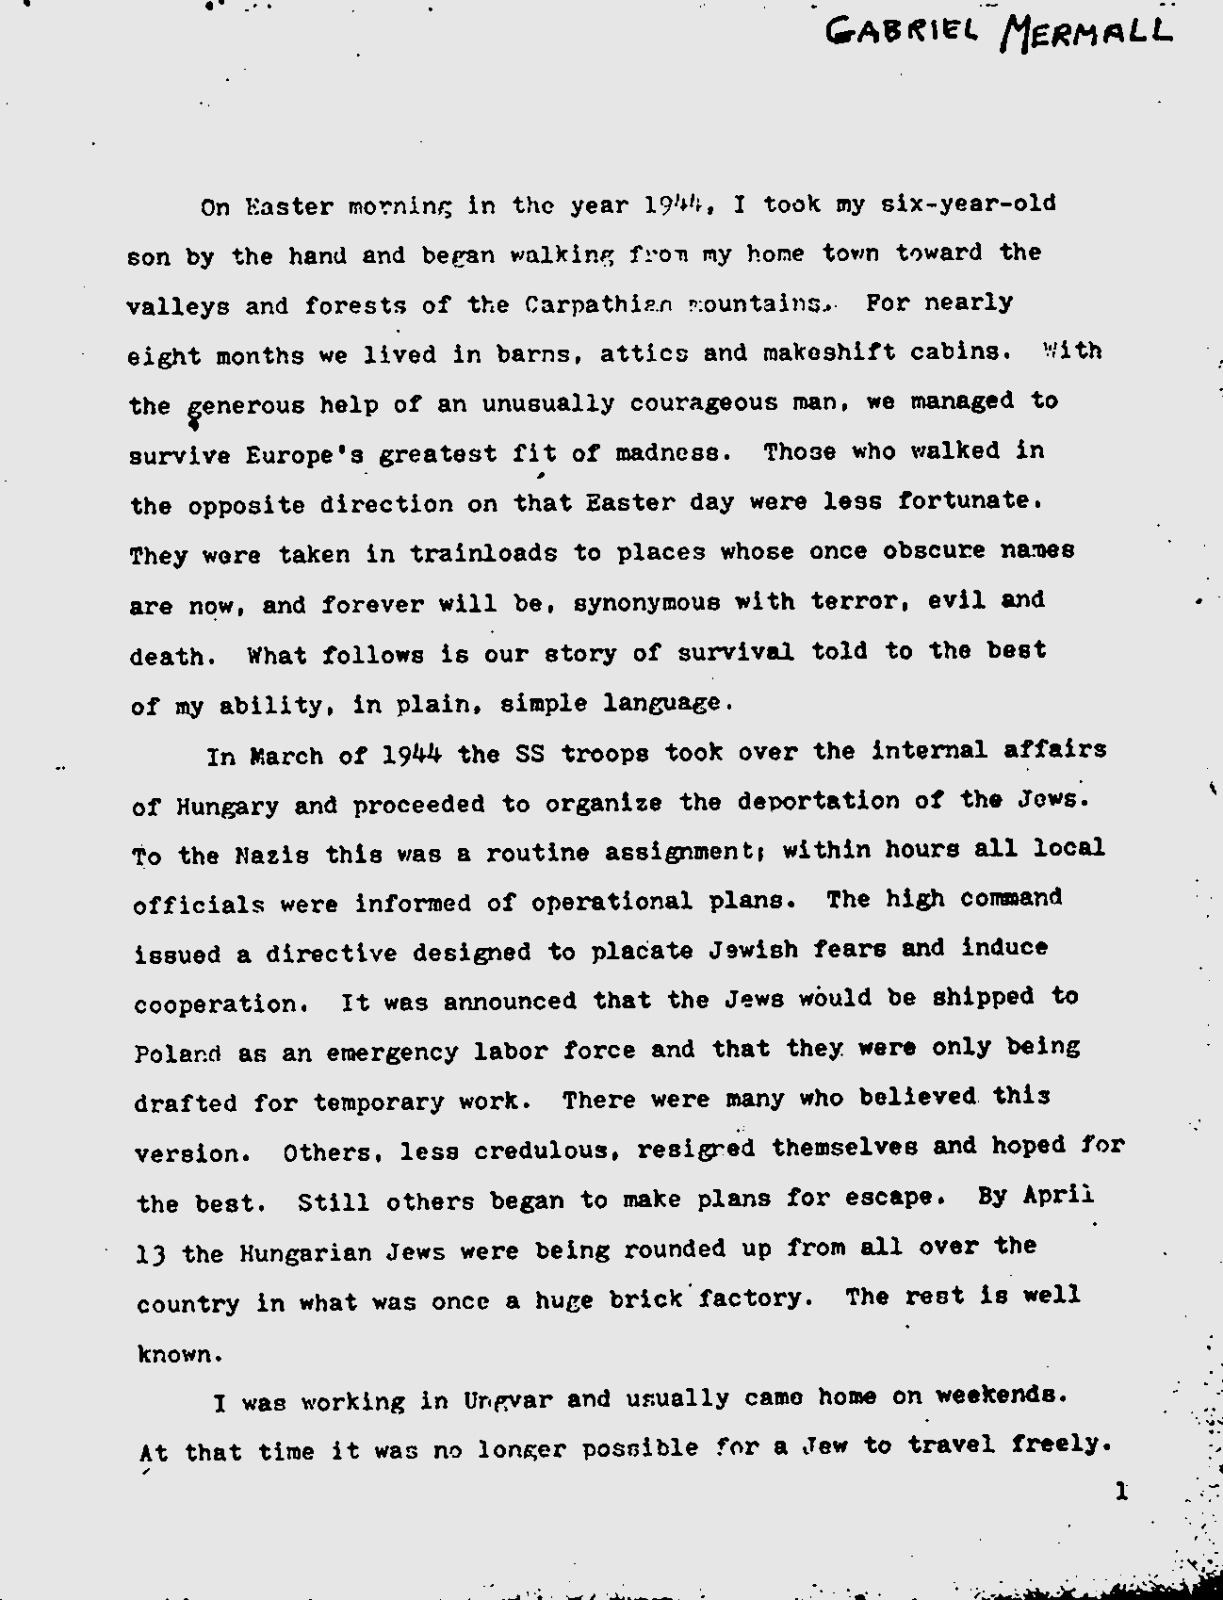 GABRIEL MERMALL
On Easter morning in the year 1944, I took my six-year-old
son by the hand and began walking from my home town toward the
valleys and forests of the Carpathian mountains. For nearly
eight months we lived in barns, attics and makeshift cabins. With
the generous help of an unusually courageous man, we managed to
survive Europe's greatest fit of madness. Those who walked in
the opposite direction on that Easter day were less fortunate.
They were taken in trainloads to places whose once obscure names
are now, and forever will be, synonymous with terror, evil and
death. What follows is our story of survival told to the best
of my ability, in plain, simple language.
In March of 1944 the SS troops took over the internal affairs
of Hungary and proceeded to organize the deportation of the Jews.
To the Nazis this was a routine assignment; within hours all local
officials were informed of operational plans. The high command
issued a directive designed to placate Jewish fears and induce
cooperation. It was announced that the Jews would be shipped to
Poland as an emergency labor force and that they were only being
drafted for temporary work. There were many who believed this
version. Others, less credulous, resigned themselves and hoped for
the best. Still others began to make plans for escape. By April
13 the Hungarian Jews were being rounded up from all over the
country in what was once a huge brick factory. The rest is well
known.
I was working in Ungvar and usually came home on weekends.
At that time it was no longer possible for a Jew to travel freely.
1